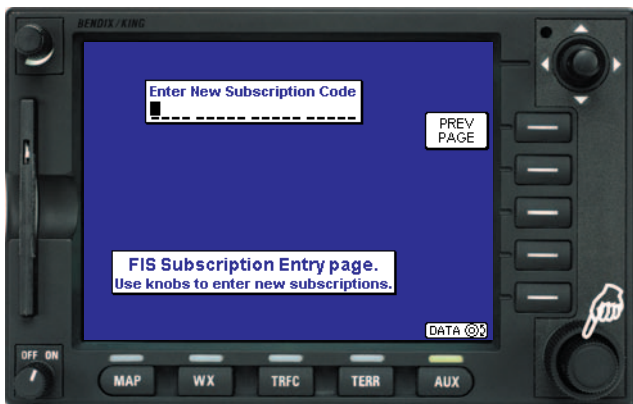 BENDIX/KING
Enter New Subscription Code
PREV
PAGE
FIS Subscription Entry page.
Use knobs to enter new subscriptions.
DATA
OFF ON
MAP
WX
TRFC
TERR
AUX